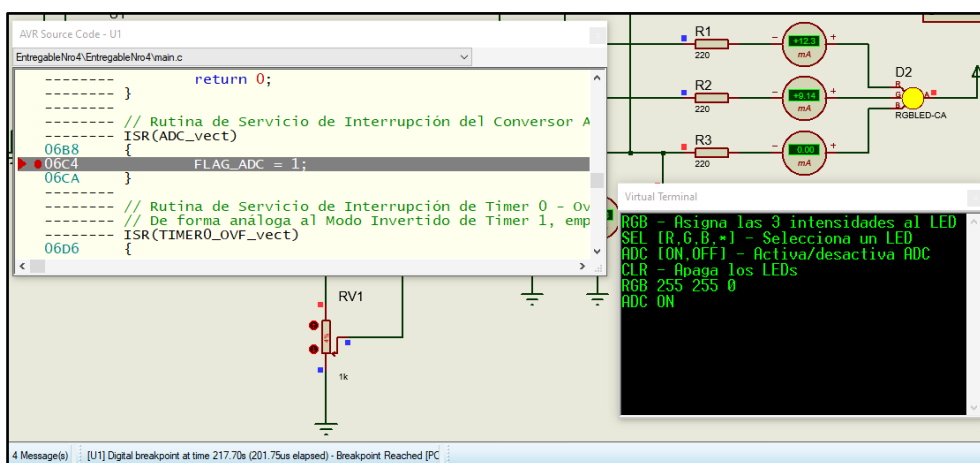 AVR Source Code - U1
EntregableNro4\EntregableNro4\main.c
-------- return 0;
-------- }
--------
-------- // Rutina de Servicio de Interrupción del Conversor A
-------- ISR(ADC_vect)
06B8 {
06C4 FLAG_ADC = 1;
06CA }
--------
-------- // Rutina de Servicio de Interrupción de Timer 0 - Ov
-------- // De forma análoga al Modo Invertido de Timer 1, emp
-------- ISR(TIMER0_OVF_vect)
06D6 {
R1
220
- +12.3 +
mA
R2
220
- +9.14 +
mA
R3
220
- 0.00 +
mA
D2
R
G
B
A
RGBLED-CA
RV1
1k
Virtual Terminal
RGB - Asigna las 3 intensidades al LED
SEL [R,G,B,*] - Selecciona un LED
ADC [ON,OFF] - Activa/desactiva ADC
CLR - Apaga los LEDs
RGB 255 255 0
ADC ON
4 Message(s) [U1] Digital breakpoint at time 217.70s (201.75us elapsed) - Breakpoint Reached [PC